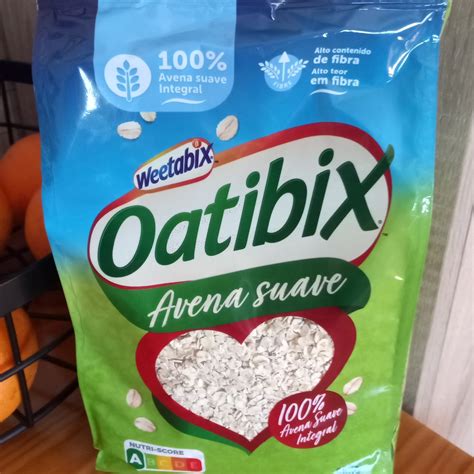 100%
Avena suave
Integral
Alto contenido
de fibra
Alto teor
em fibra
FIBRE
Weetabix
Oatibix
Avena suave
100%
Avena Suave
Integral
NUTRI-SCORE
A B C D E